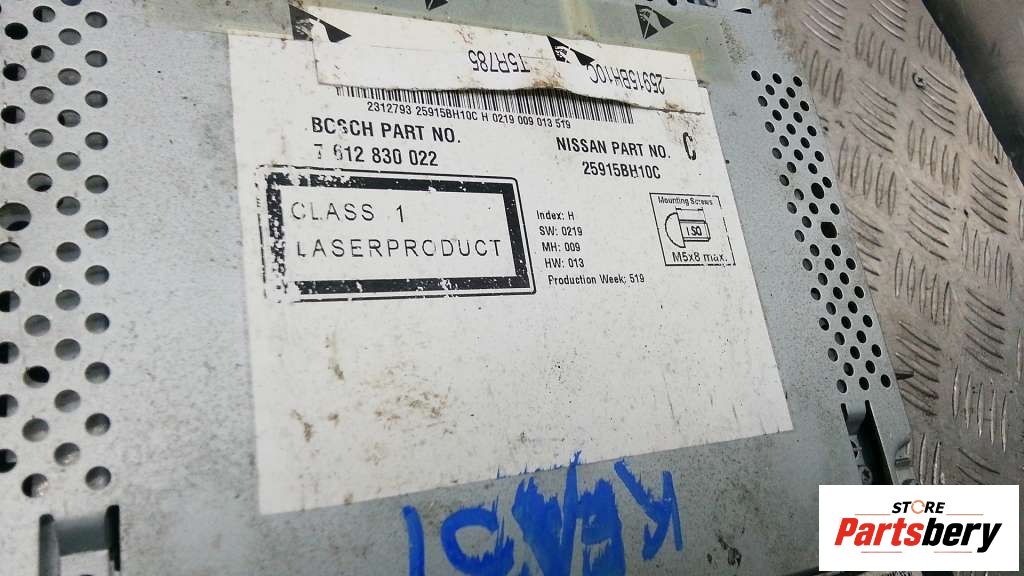 25915BH10C T5R785
2312793 25915BH10C H 0219 009 013 519
BOSCH PART NO.
7 612 830 022
NISSAN PART NO. C
25915BH10C
CLASS 1
LASERPRODUCT
Index: H
SW: 0219
MH: 009
HW: 013
Production Week: 519
Mounting Screws
ISO
M5x8 max.
STORE
Partsbery